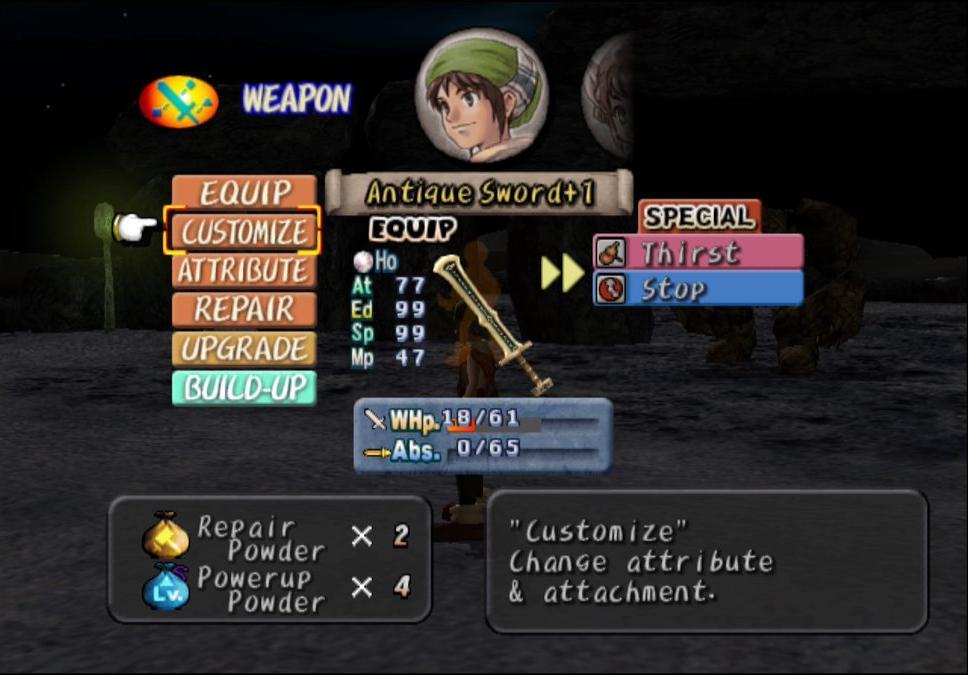 WEAPON
EQUIP
CUSTOMIZE
ATTRIBUTE
REPAIR
UPGRADE
BUILD-UP
Antique Sword+1
EQUIP
Ho
At 77
Ed 99
Sp 99
Mp 47
SPECIAL
Thirst
Stop
WHp. 18/61
Abs. 0/65
Repair
Powder × 2
Lv.
Powerup
Powder × 4
"Customize"
Change attribute
& attachment.